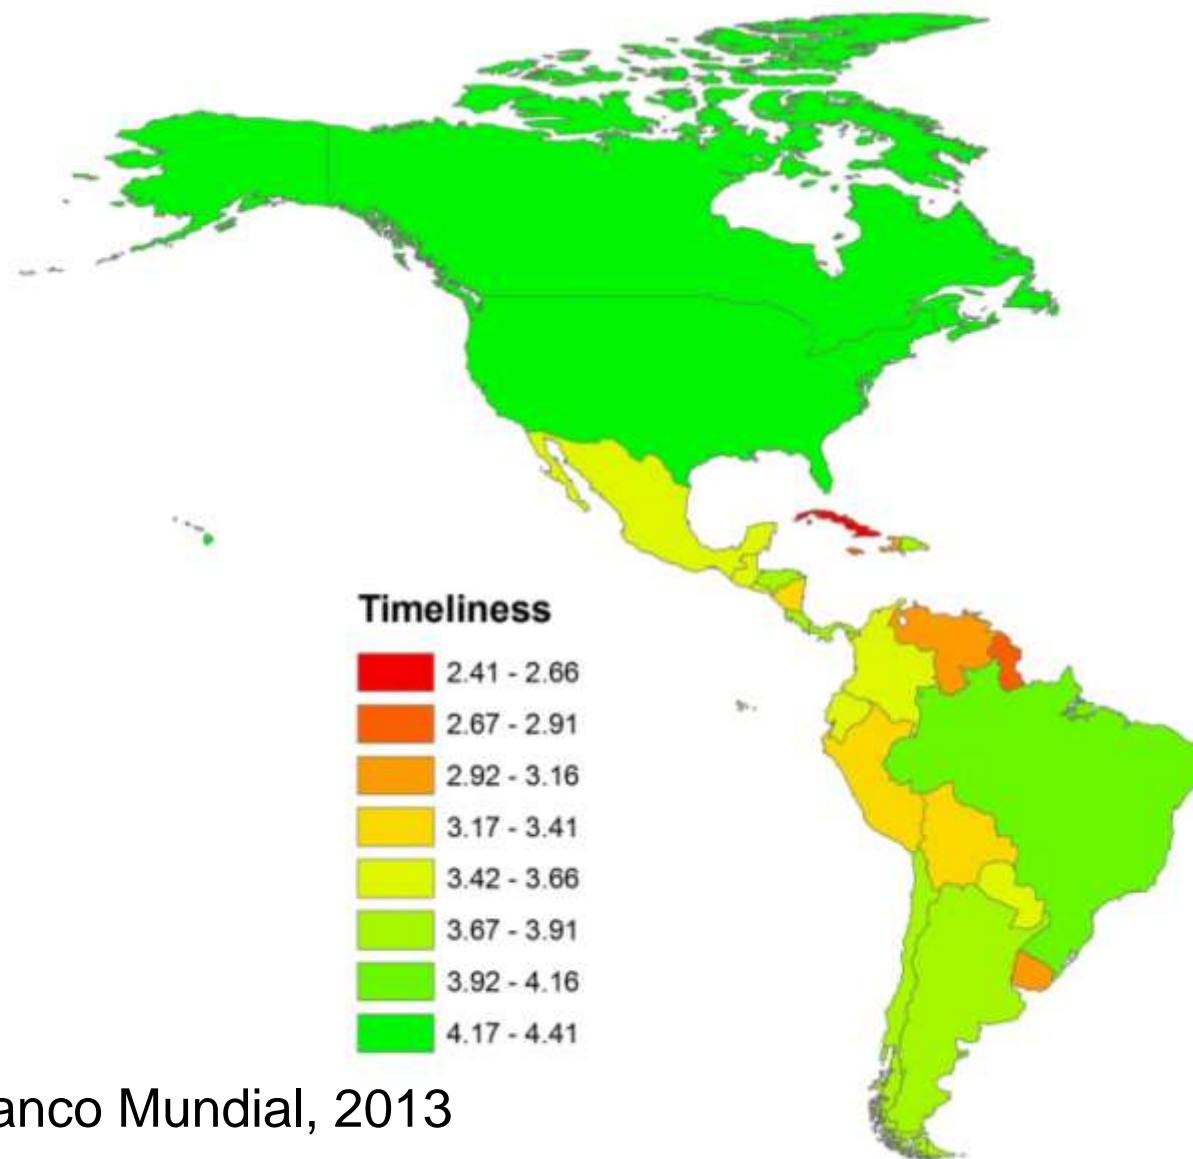 Timeliness
2.41 - 2.66
2.67 - 2.91
2.92 - 3.16
3.17 - 3.41
3.42 - 3.66
3.67 - 3.91
3.92 - 4.16
4.17 - 4.41
anco Mundial, 2013